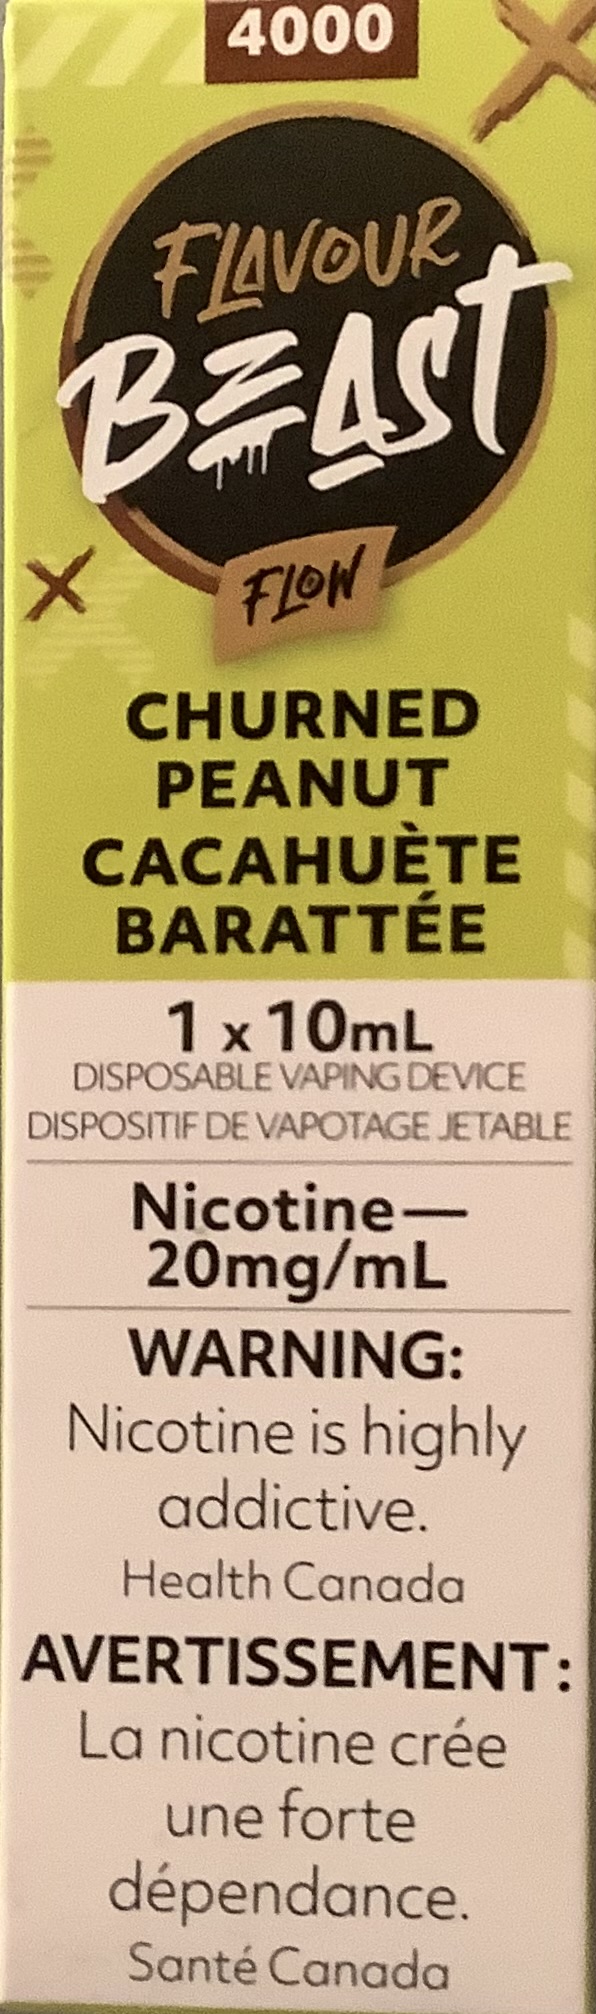 4000
FLAVOUR
BEAST
FLOW
CHURNED
PEANUT
CACAHUÈTE
BARATTÉE
1 x 10mL
DISPOSABLE VAPING DEVICE
DISPOSITIF DE VAPOTAGE JETABLE
Nicotine—
20mg/mL
WARNING:
Nicotine is highly
addictive.
Health Canada
AVERTISSEMENT:
La nicotine crée
une forte
dépendance.
Santé Canada